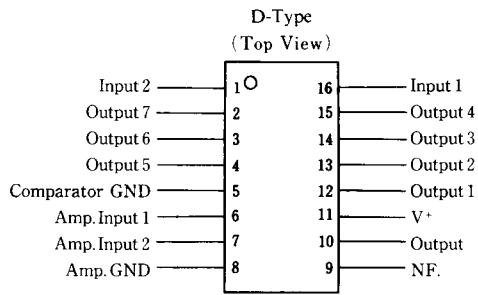 D-Type
(Top View)
Input 2 1 16 Input 1
Output 7 2 15 Output 4
Output 6 3 14 Output 3
Output 5 4 13 Output 2
Comparator GND 5 12 Output 1
Amp. Input 1 6 11 V+
Amp. Input 2 7 10 Output
Amp. GND 8 9 NF.